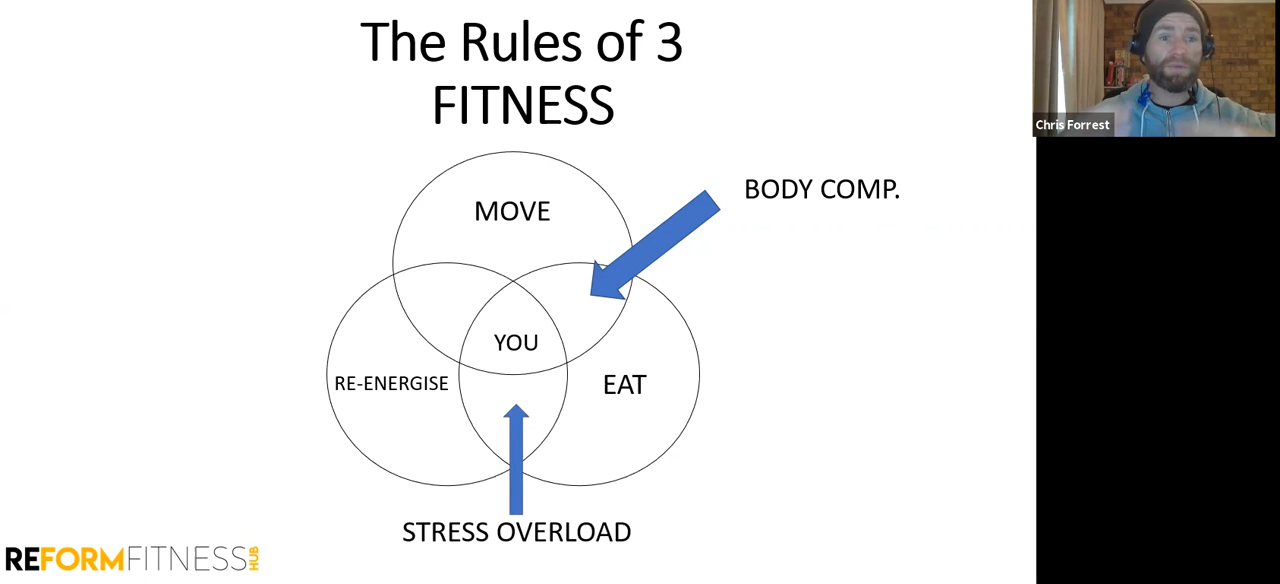 The Rules of 3
FITNESS
MOVE
BODY COMP.
YOU
RE-ENERGISE
EAT
STRESS OVERLOAD
REFORMFITNESS HUB
Chris Forrest